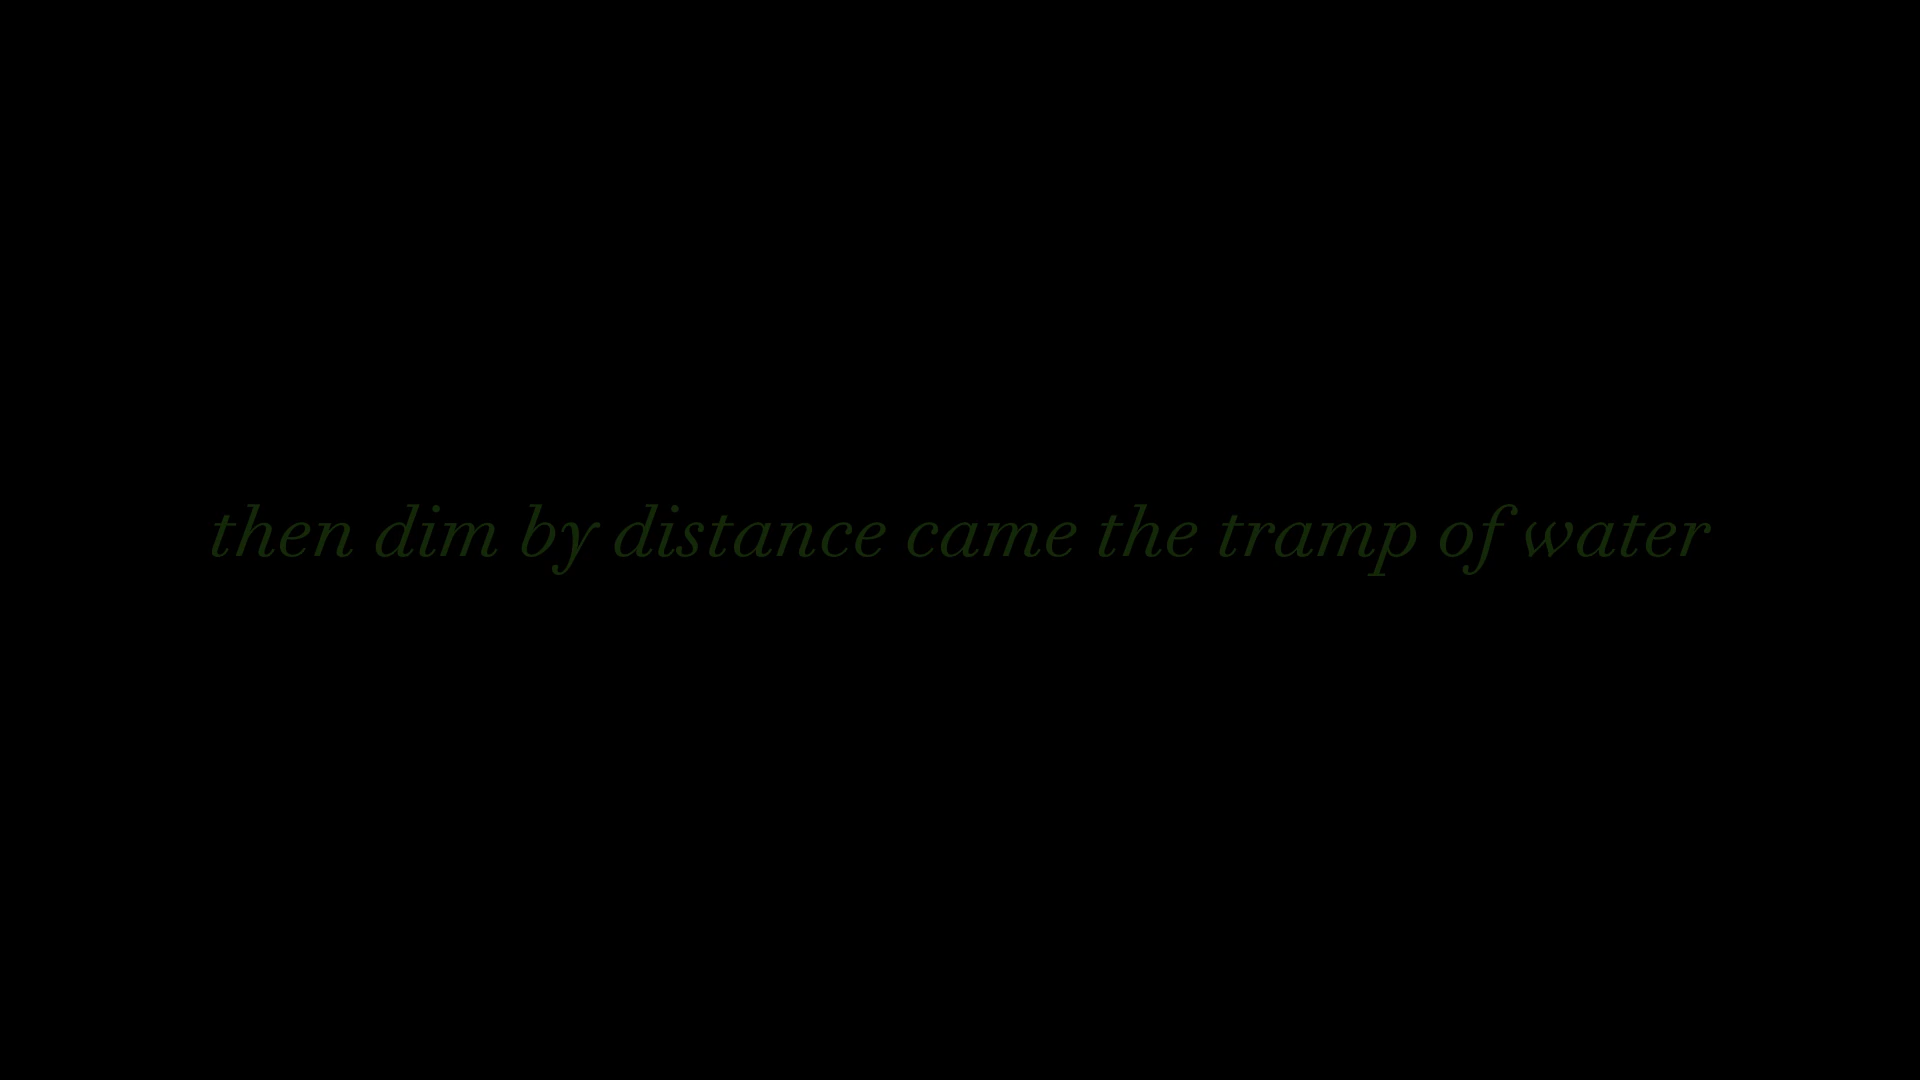 then dim by distance came the tramp of water